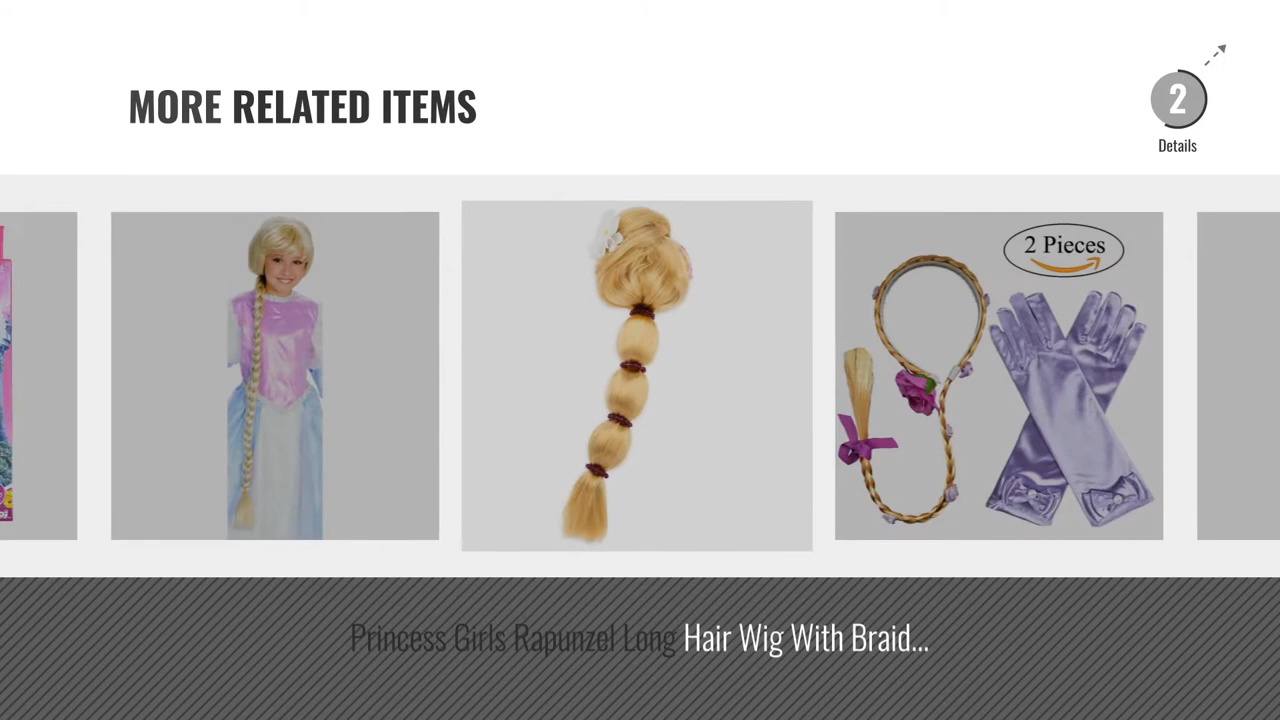 MORE RELATED ITEMS
2
Details
2 Pieces
Princess Girls Rapunzel Long Hair Wig With Braid...